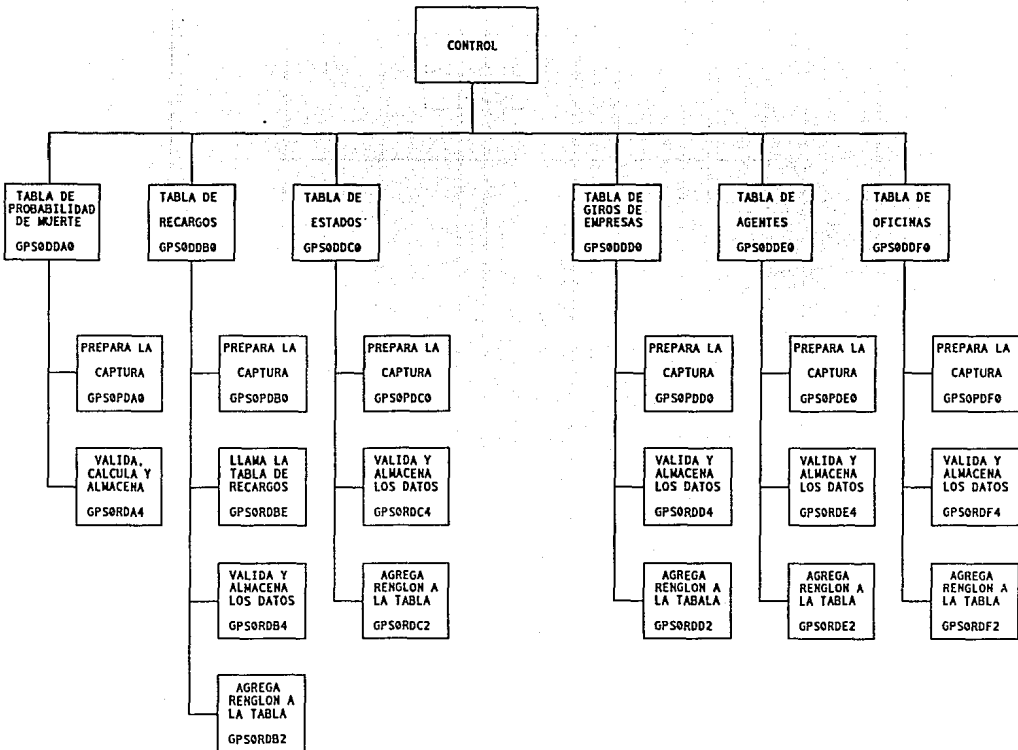 CONTROL
TABLA DE
PROBABILIDAD
DE MUERTE
GPS0DDA0
TABLA DE
RECARGOS
GPS0DDB0
TABLA DE
ESTADOS
GPS0DDC0
TABLA DE
GIROS DE
EMPRESAS
GPS0DDD0
TABLA DE
AGENTES
GPS0DDE0
TABLA DE
OFICINAS
GPS0DDF0
PREPARA LA
CAPTURA
GPS0PDA0
PREPARA LA
CAPTURA
GPS0PDB0
PREPARA LA
CAPTURA
GPS0PDC0
PREPARA LA
CAPTURA
GPS0PDD0
PREPARA LA
CAPTURA
GPS0PDE0
PREPARA LA
CAPTURA
GPS0PDF0
VALIDA,
CALCULA Y
ALMACENA
GPS0RDA4
LLAMA LA
TABLA DE
RECARGOS
GPS0RDBE
VALIDA Y
ALMACENA
LOS DATOS
GPS0RDC4
VALIDA Y
ALMACENA
LOS DATOS
GPS0RDD4
VALIDA Y
ALMACENA
LOS DATOS
GPS0RDE4
VALIDA Y
ALMACENA
LOS DATOS
GPS0RDF4
VALIDA Y
ALMACENA
LOS DATOS
GPS0RDB4
AGREGA
RENGLON A
LA TABLA
GPS0RDC2
AGREGA
RENGLON A
LA TABALA
GPS0RDD2
AGREGA
RENGLON A
LA TABLA
GPS0RDE2
AGREGA
RENGLON A
LA TABLA
GPS0RDF2
AGREGA
RENGLON A
LA TABLA
GPS0RDB2